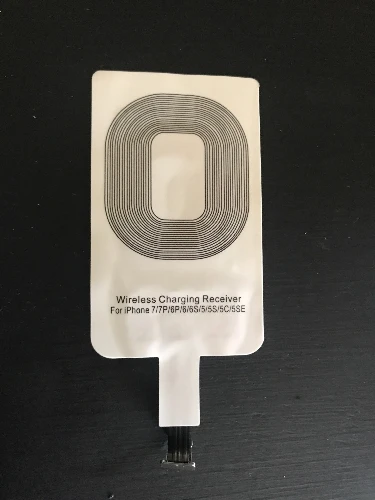 Wireless Charging Receiver
For iPhone 7/7P/6P/6/6S/5/5S/5C/5SE